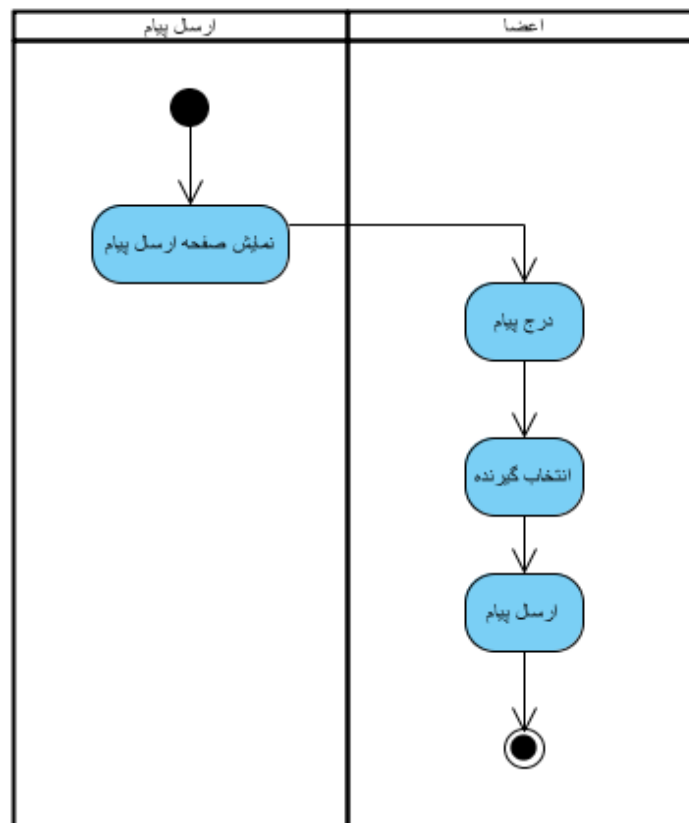 ارسال پیام
اعضا
نمایش صفحه ارسال پیام
درج پیام
انتخاب گیرنده
ارسال پیام